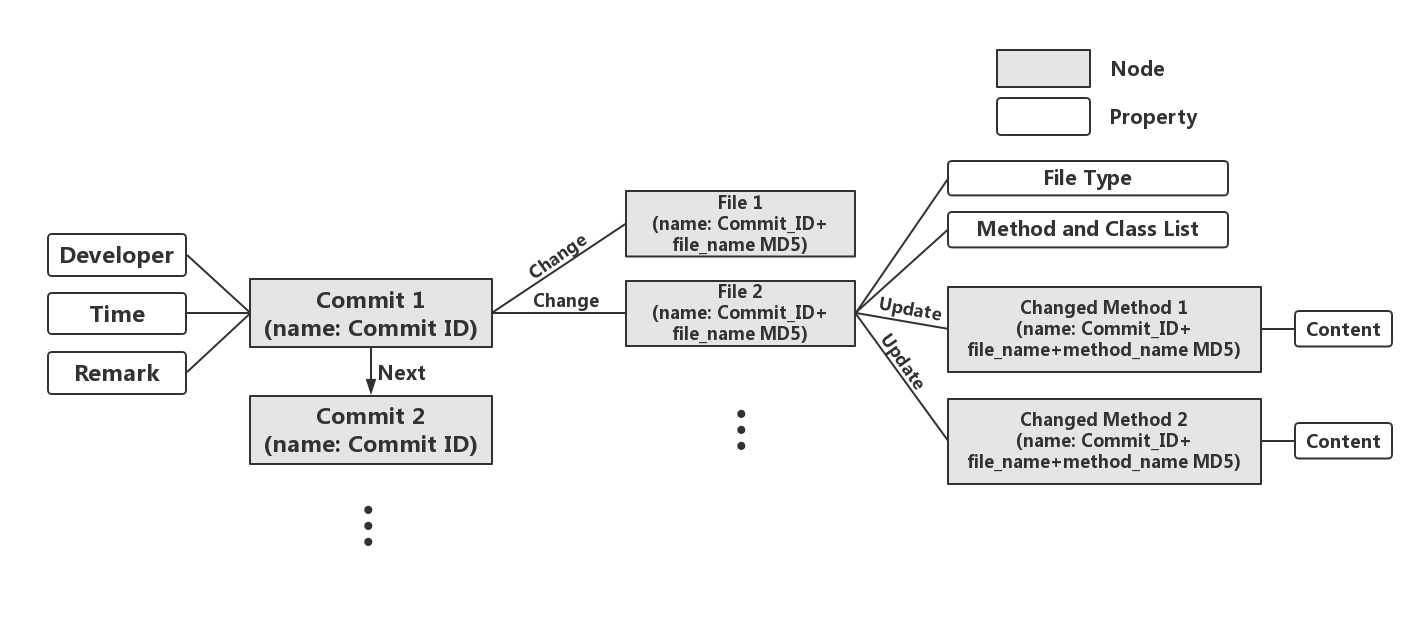 Node
Property
File Type
Method and Class List
File 1
(name: Commit_ID+
file_name MD5)
Change
Developer
Time
Remark
Commit 1
(name: Commit ID)
Change
File 2
(name: Commit_ID+
file_name MD5)
Update
Update
Changed Method 1
(name: Commit_ID+
file_name+method_name MD5)
Content
Next
Commit 2
(name: Commit ID)
Changed Method 2
(name: Commit_ID+
file_name+method_name MD5)
Content